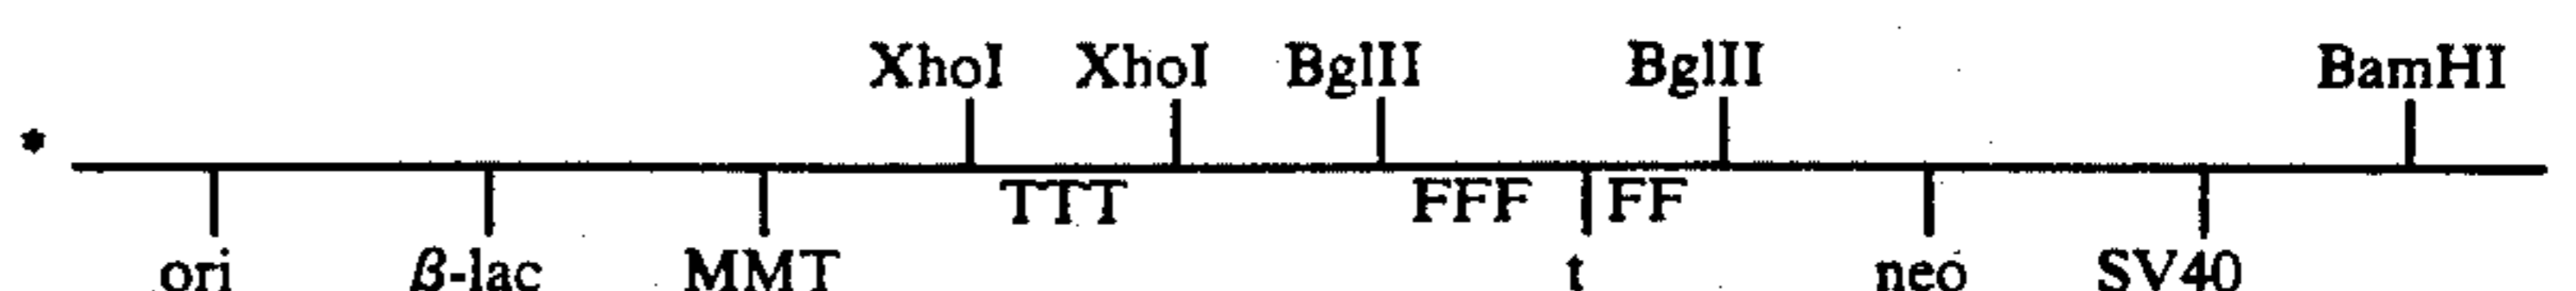 XhoI XhoI BglII BglII BamHI
*
TTT FFF FF
ori β-lac MMT t neo SV40